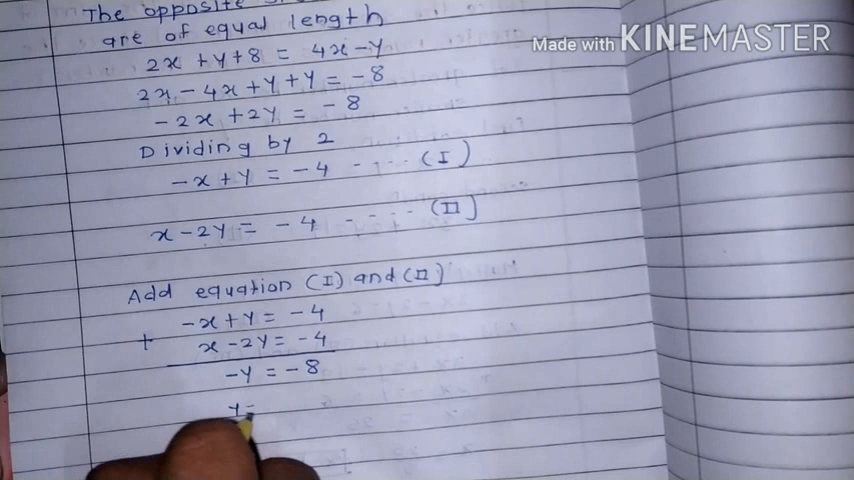 The opposite
are of equal length
2x + y + 8 = 4x - y
2x - 4x + y + y = -8
-2x + 2y = -8
Dividing by 2
-x + y = -4 - - - - (I)
x - 2y = -4 - - - - (II)
Add equation (I) and (II)
-x + y = -4
+ x - 2y = -4
-y = -8
y =
Made with KINEMASTER